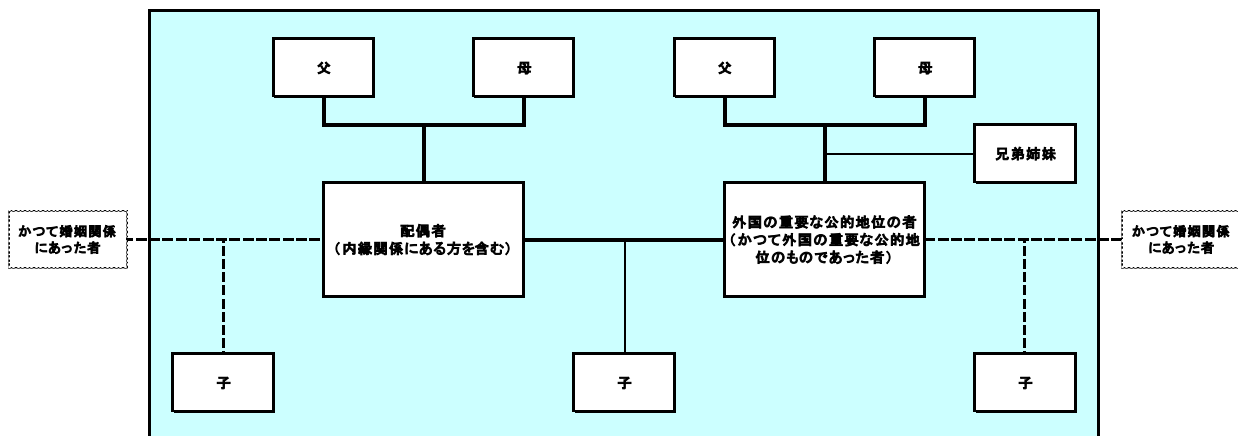 父
母
父
母
兄弟姉妹
かつて婚姻関係
にあった者
配偶者
（内縁関係にある方を含む）
外国の重要な公的地位の者
（かつて外国の重要な公的地
位のものであった者）
かつて婚姻関係
にあった者
子
子
子